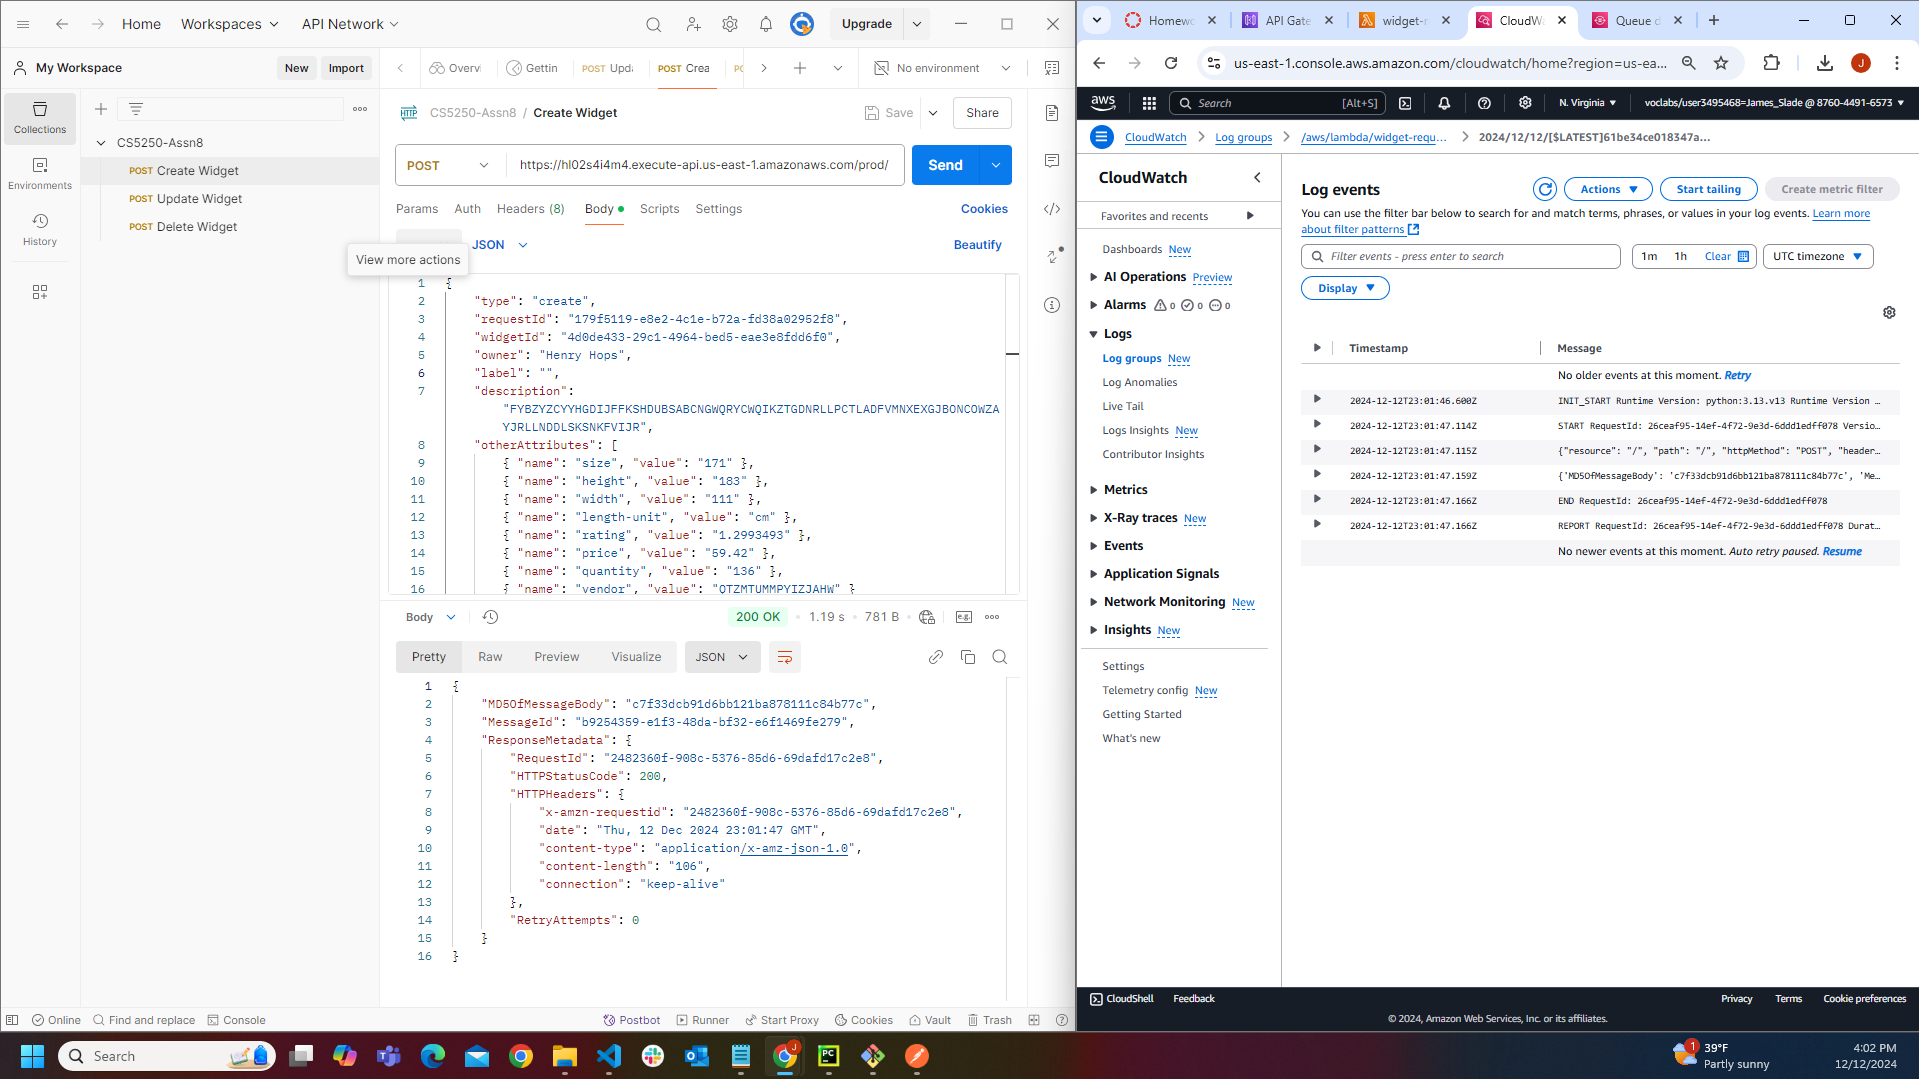 Home
Workspaces
API Network
Upgrade
My Workspace
New
Import
Overvi
Gettin
POST Upda
POST Crea
No environment
Collections
Environments
History
CS5250-Assn8
POST Create Widget
POST Update Widget
POST Delete Widget
View more actions
HTTP
CS5250-Assn8 / Create Widget
Save
Share
POST
https://hl02s4i4m4.execute-api.us-east-1.amazonaws.com/prod/
Send
Params
Auth
Headers (8)
Body
Scripts
Settings
Cookies
JSON
Beautify
1 {
2 "type": "create",
3 "requestId": "179f5119-e8e2-4c1e-b72a-fd38a02952f8",
4 "widgetId": "4d0de433-29c1-4964-bed5-eae3e8fdd6f0",
5 "owner": "Henry Hops",
6 "label": "",
7 "description":
"FYBZYZCYYHGDIJFFKSHDUBSABCNGWQRYCWQIKZTGDNRLLPCTLADFVMNXEXGJBONCOWZA
YJRLLNDDLSKSNKFVIJR",
8 "otherAttributes": [
9 { "name": "size", "value": "171" },
10 { "name": "height", "value": "183" },
11 { "name": "width", "value": "111" },
12 { "name": "length-unit", "value": "cm" },
13 { "name": "rating", "value": "1.2993493" },
14 { "name": "price", "value": "59.42" },
15 { "name": "quantity", "value": "136" },
16 { "name": "vendor", "value": "QTZMTUMMPYIZJAHW" }
Body
200 OK
1.19 s
781 B
e.g.
Pretty
Raw
Preview
Visualize
JSON
1 {
2 "MD5OfMessageBody": "c7f33dcb91d6bb121ba878111c84b77c",
3 "MessageId": "b9254359-e1f3-48da-bf32-e6f1469fe279",
4 "ResponseMetadata": {
5 "RequestId": "2482360f-908c-5376-85d6-69dafd17c2e8",
6 "HTTPStatusCode": 200,
7 "HTTPHeaders": {
8 "x-amzn-requestid": "2482360f-908c-5376-85d6-69dafd17c2e8",
9 "date": "Thu, 12 Dec 2024 23:01:47 GMT",
10 "content-type": "application/x-amz-json-1.0",
11 "content-length": "106",
12 "connection": "keep-alive"
13 },
14 "RetryAttempts": 0
15 }
16 }
Online
Find and replace
Console
Postbot
Runner
Start Proxy
Cookies
Vault
Trash
Homewo
API Gate
widget-r
CloudWa
Queue d
us-east-1.console.aws.amazon.com/cloudwatch/home?region=us-ea...
J
aws
Search
[Alt+S]
N. Virginia
voclabs/user3495468=James_Slade @ 8760-4491-6573
CloudWatch
Log groups
/aws/lambda/widget-requ...
2024/12/12/[$LATEST]61be34ce018347a...
CloudWatch
Favorites and recents
Dashboards New
AI Operations Preview
Alarms 0 0 0
Logs
Log groups New
Log Anomalies
Live Tail
Logs Insights New
Contributor Insights
Metrics
X-Ray traces New
Events
Application Signals
Network Monitoring New
Insights New
Settings
Telemetry config New
Getting Started
What's new
Log events
Actions
Start tailing
Create metric filter
You can use the filter bar below to search for and match terms, phrases, or values in your log events. Learn more
about filter patterns
Filter events - press enter to search
1m
1h
Clear
UTC timezone
Display
Timestamp
Message
No older events at this moment. Retry
2024-12-12T23:01:46.600Z INIT_START Runtime Version: python:3.13.v13 Runtime Version ...
2024-12-12T23:01:47.114Z START RequestId: 26ceaf95-14ef-4f72-9e3d-6ddd1edff078 Versio...
2024-12-12T23:01:47.115Z {"resource": "/", "path": "/", "httpMethod": "POST", "header...
2024-12-12T23:01:47.159Z {'MD5OfMessageBody': 'c7f33dcb91d6bb121ba878111c84b77c', 'Me...
2024-12-12T23:01:47.166Z END RequestId: 26ceaf95-14ef-4f72-9e3d-6ddd1edff078
2024-12-12T23:01:47.166Z REPORT RequestId: 26ceaf95-14ef-4f72-9e3d-6ddd1edff078 Durat...
No newer events at this moment. Auto retry paused. Resume
CloudShell
Feedback
Privacy
Terms
Cookie preferences
© 2024, Amazon Web Services, Inc. or its affiliates.
Search
J
PC
1
39°F
Partly sunny
4:02 PM
12/12/2024